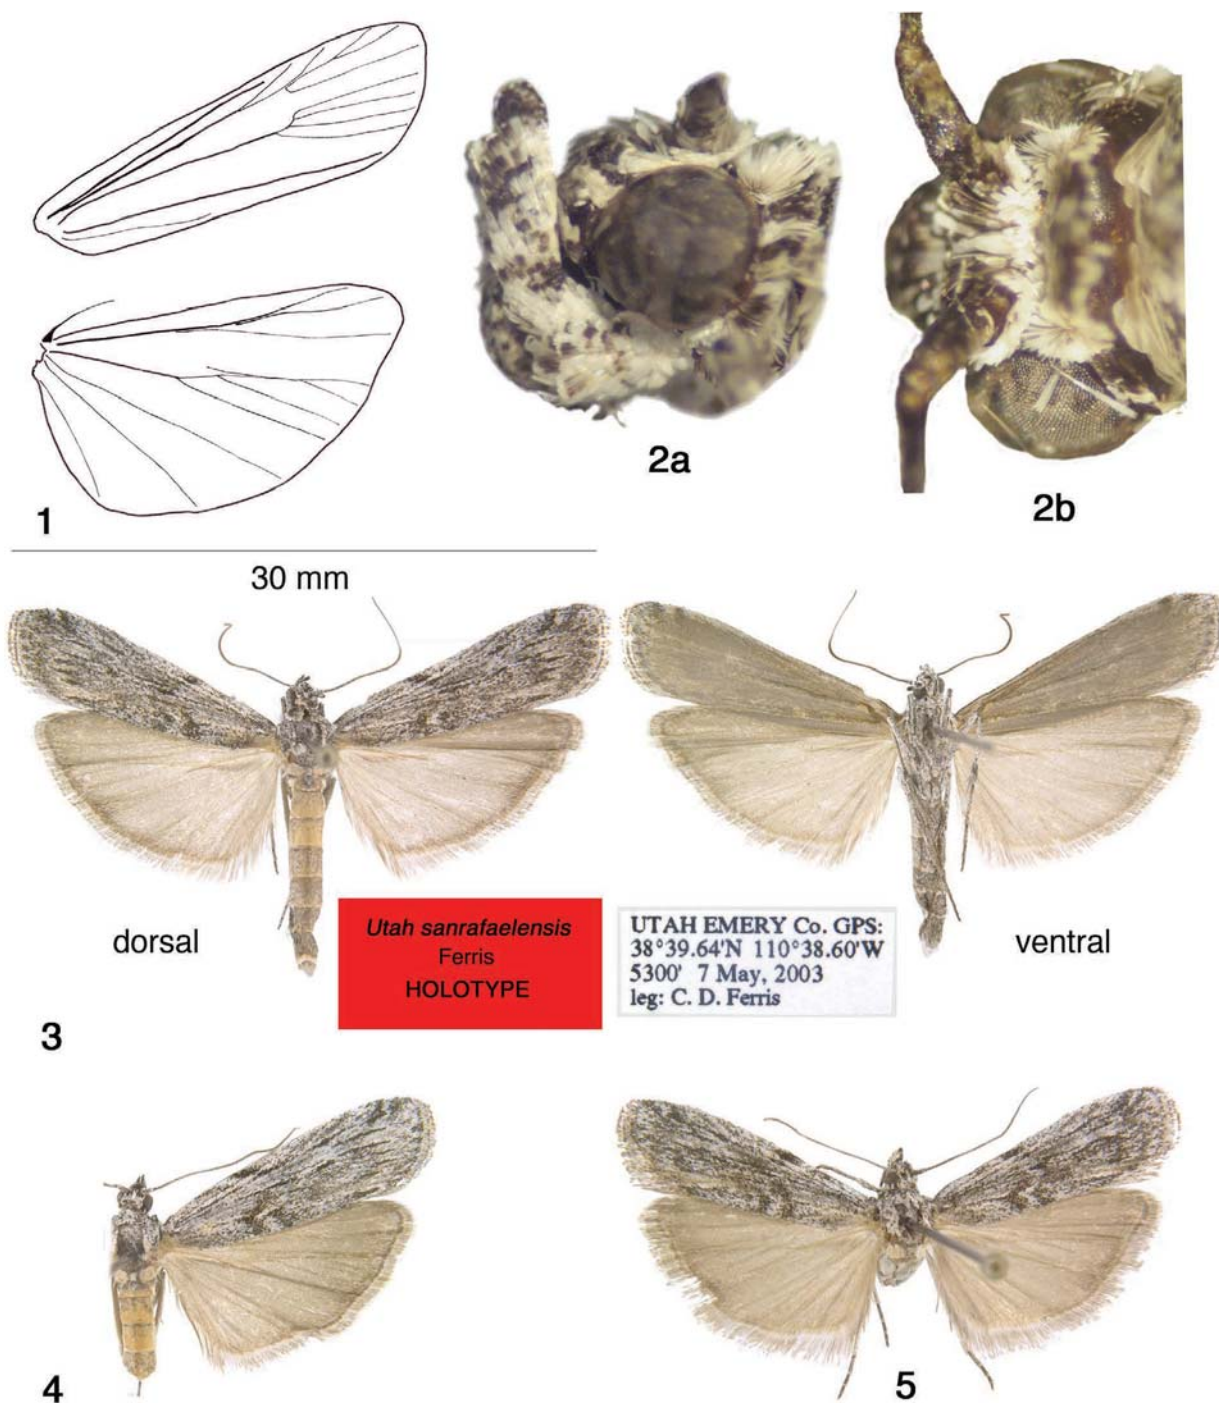 1
2a
2b
30 mm
dorsal
ventral
Utah sanrafaelensis
Ferris
HOLOTYPE
UTAH EMERY Co. GPS:
38°39.64'N 110°38.60'W
5300' 7 May, 2003
leg: C. D. Ferris
3
4
5